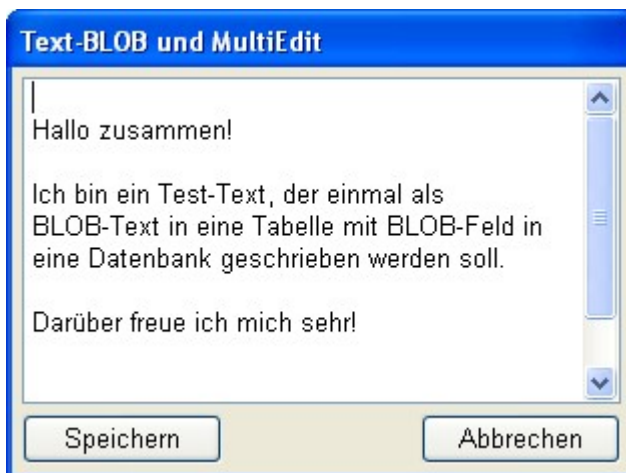 Text-BLOB und MultiEdit
Hallo zusammen!
Ich bin ein Test-Text, der einmal als
BLOB-Text in eine Tabelle mit BLOB-Feld in
eine Datenbank geschrieben werden soll.
Darüber freue ich mich sehr!
Speichern
Abbrechen